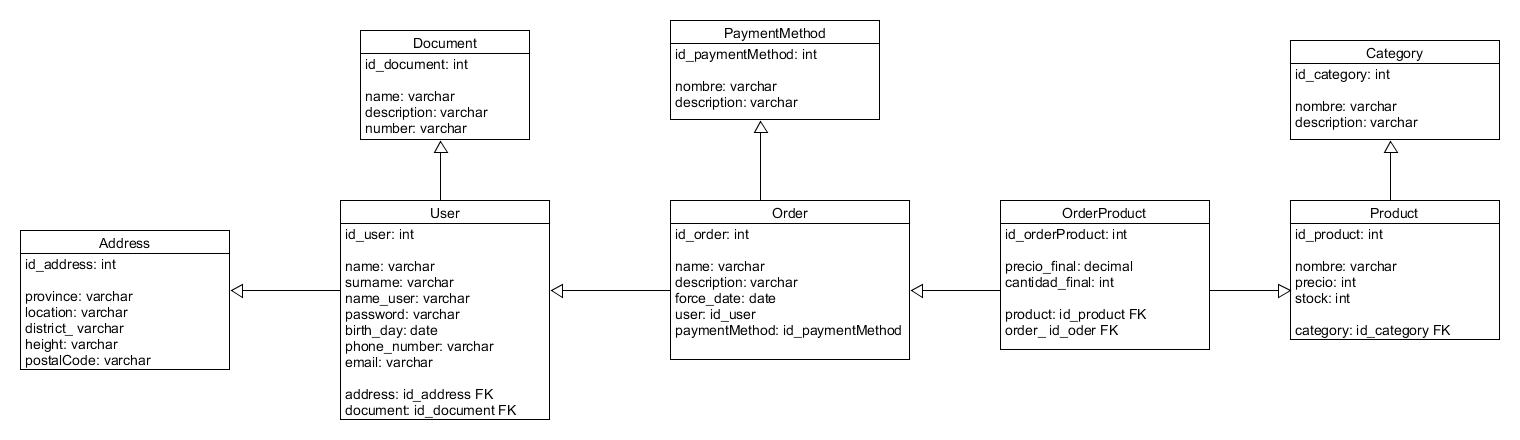 Document
id_document: int
name: varchar
description: varchar
number: varchar
PaymentMethod
id_paymentMethod: int
nombre: varchar
description: varchar
Category
id_category: int
nombre: varchar
description: varchar
Address
id_address: int
province: varchar
location: varchar
district_ varchar
height: varchar
postalCode: varchar
User
id_user: int
name: varchar
surname: varchar
name_user: varchar
password: varchar
birth_day: date
phone_number: varchar
email: varchar
address: id_address FK
document: id_document FK
Order
id_order: int
name: varchar
description: varchar
force_date: date
user: id_user
paymentMethod: id_paymentMethod
OrderProduct
id_orderProduct: int
precio_final: decimal
cantidad_final: int
product: id_product FK
order_ id_oder FK
Product
id_product: int
nombre: varchar
precio: int
stock: int
category: id_category FK